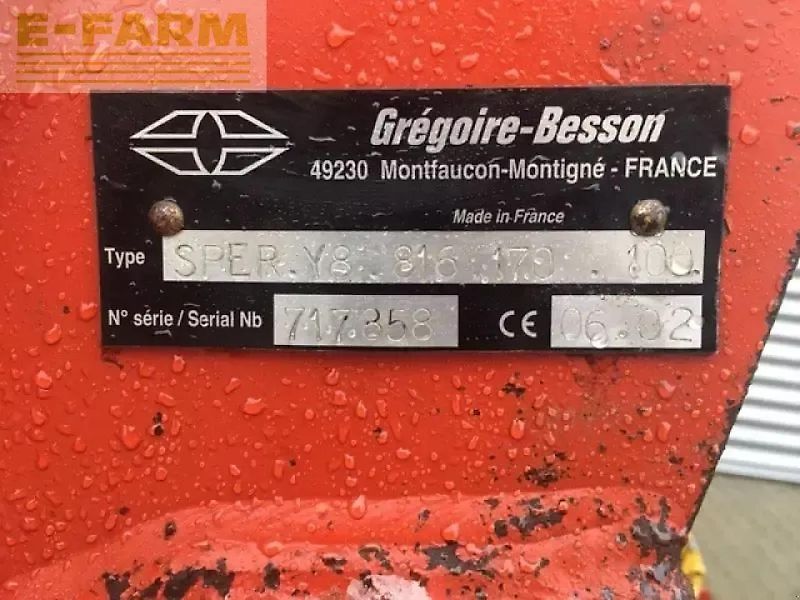 E-FARM
Grégoire-Besson
49230 Montfaucon-Montigné - FRANCE
Made in France
Type SPER.Y8 816 170 . 100
N° série / Serial Nb 717358 CE 06.02